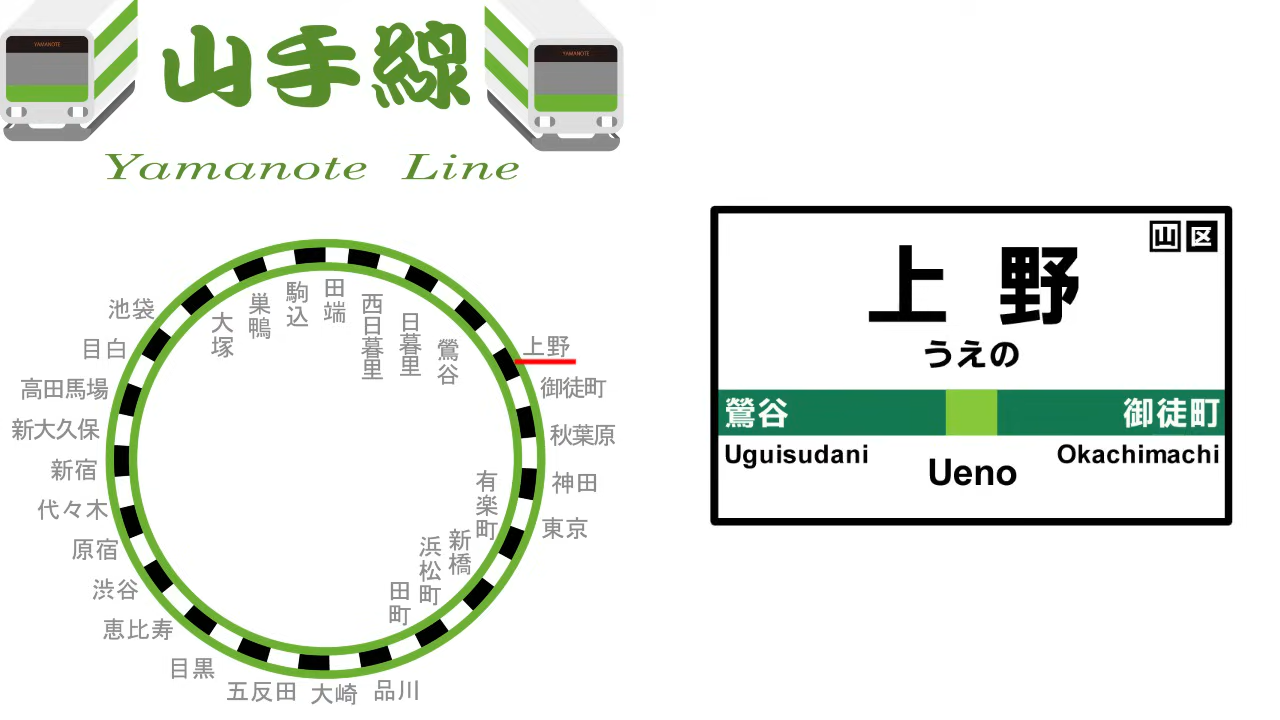 YAMANOTE
山手線
YAMANOTE
Yamanote Line
池袋
目白
高田馬場
新大久保
新宿
代々木
原宿
渋谷
恵比寿
目黒
五反田
大崎
品川
大塚
巣鴨
駒込
田端
西日暮里
日暮里
鶯谷
上野
御徒町
秋葉原
神田
東京
有楽町
新橋
浜松町
田町
山区
上野
うえの
鶯谷
御徒町
Uguisudani
Okachimachi
Ueno